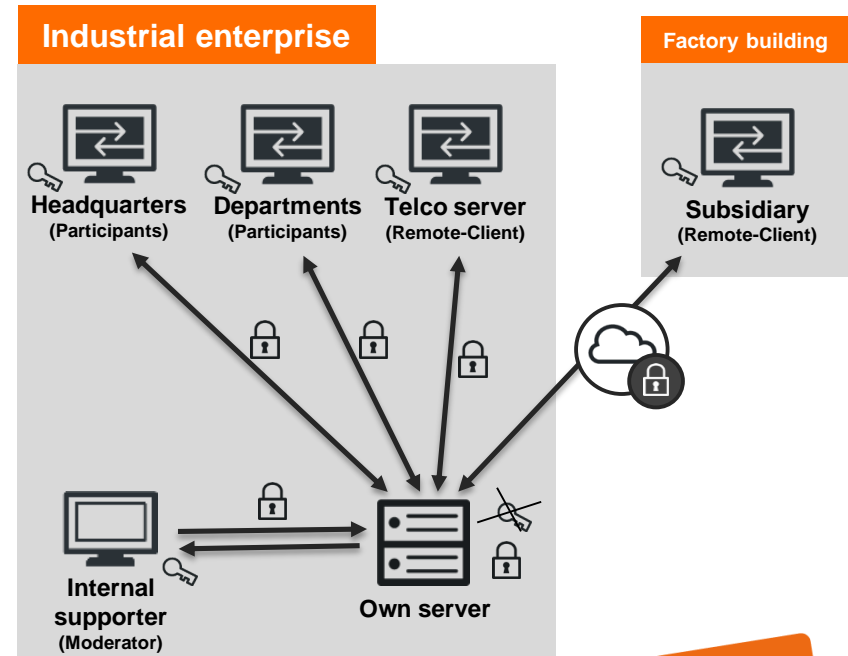 Industrial enterprise
Factory building
Headquarters
(Participants)
Departments
(Participants)
Telco server
(Remote-Client)
Subsidiary
(Remote-Client)
Internal
supporter
(Moderator)
Own server